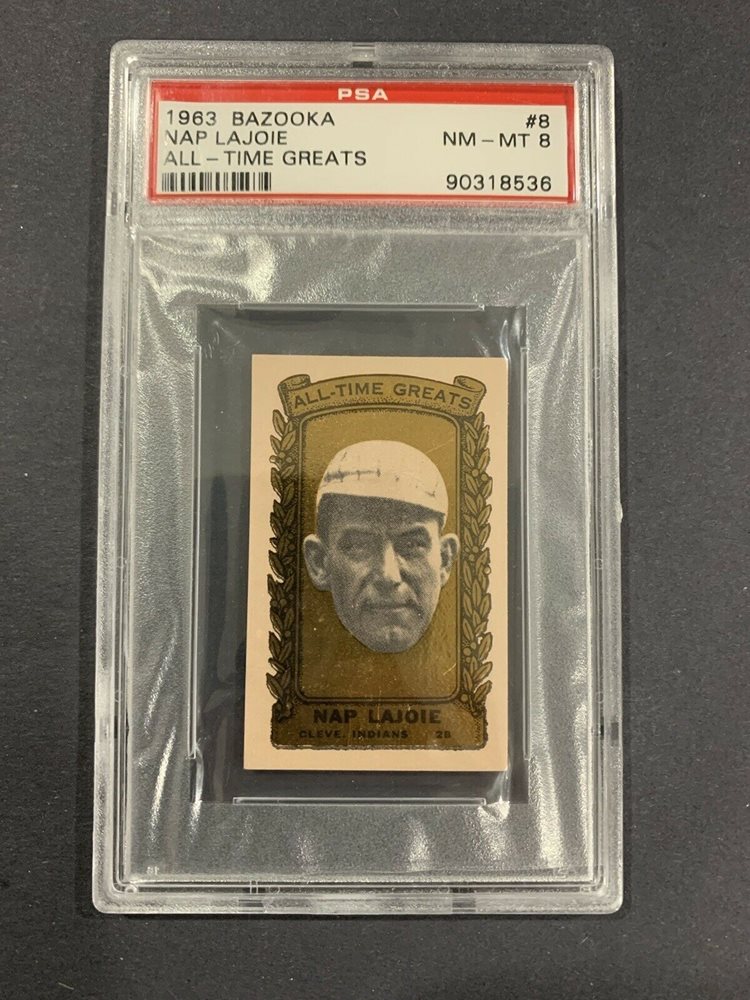 PSA
1963 BAZOOKA #8
NAP LAJOIE NM-MT 8
ALL-TIME GREATS
90318536
ALL-TIME GREATS
NAP LAJOIE
CLEVE. INDIANS 2B